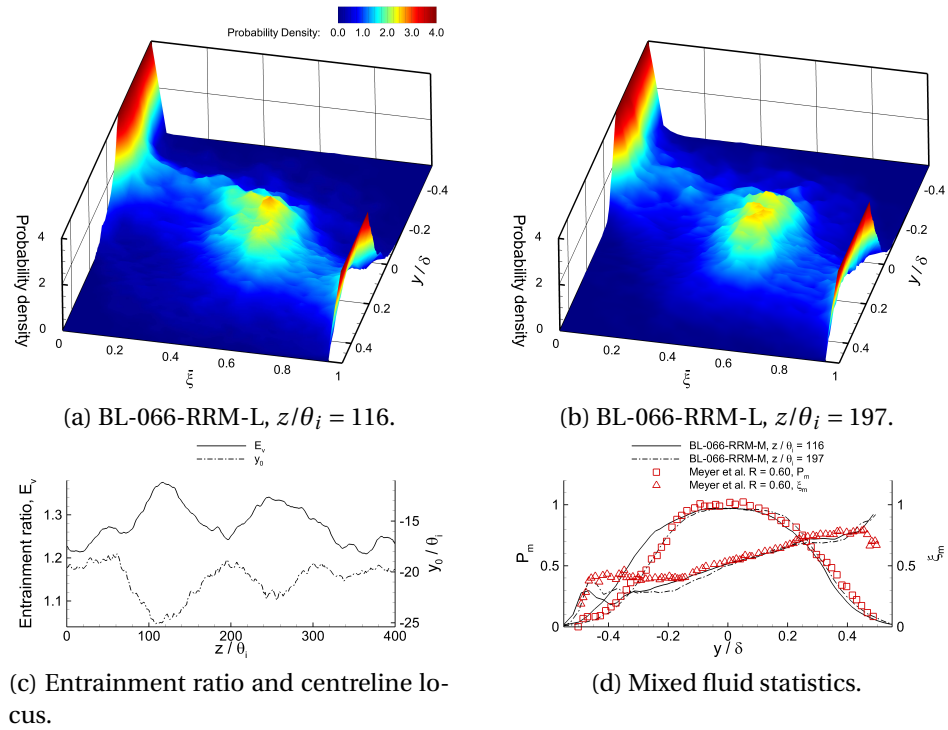 Probability Density: 0.0 1.0 2.0 3.0 4.0
Probability density
4
2
0
0 0.2 0.4 0.6 0.8 1
ξ̄
-0.4
-0.2
0
0.2
0.4
y / δ
Probability density
4
2
0
0 0.2 0.4 0.6 0.8 1
ξ̄
-0.4
-0.2
0
0.2
0.4
y / δ
(a) BL-066-RRM-L, z/θi = 116.
(b) BL-066-RRM-L, z/θi = 197.
Ev
y0
Entrainment ratio, Ev
1.3
1.2
1.1
0 100 200 300 400
z / θi
-15
-20
-25
y0 / θi
BL-066-RRM-M, z / θi = 116
BL-066-RRM-M, z / θi = 197
Meyer et al. R = 0.60, Pm
Meyer et al. R = 0.60, ξm
Pm
1
0.5
0
-0.4 -0.2 0 0.2 0.4
y / δ
1
0.5
0
ξm
(c) Entrainment ratio and centreline lo-
cus.
(d) Mixed fluid statistics.